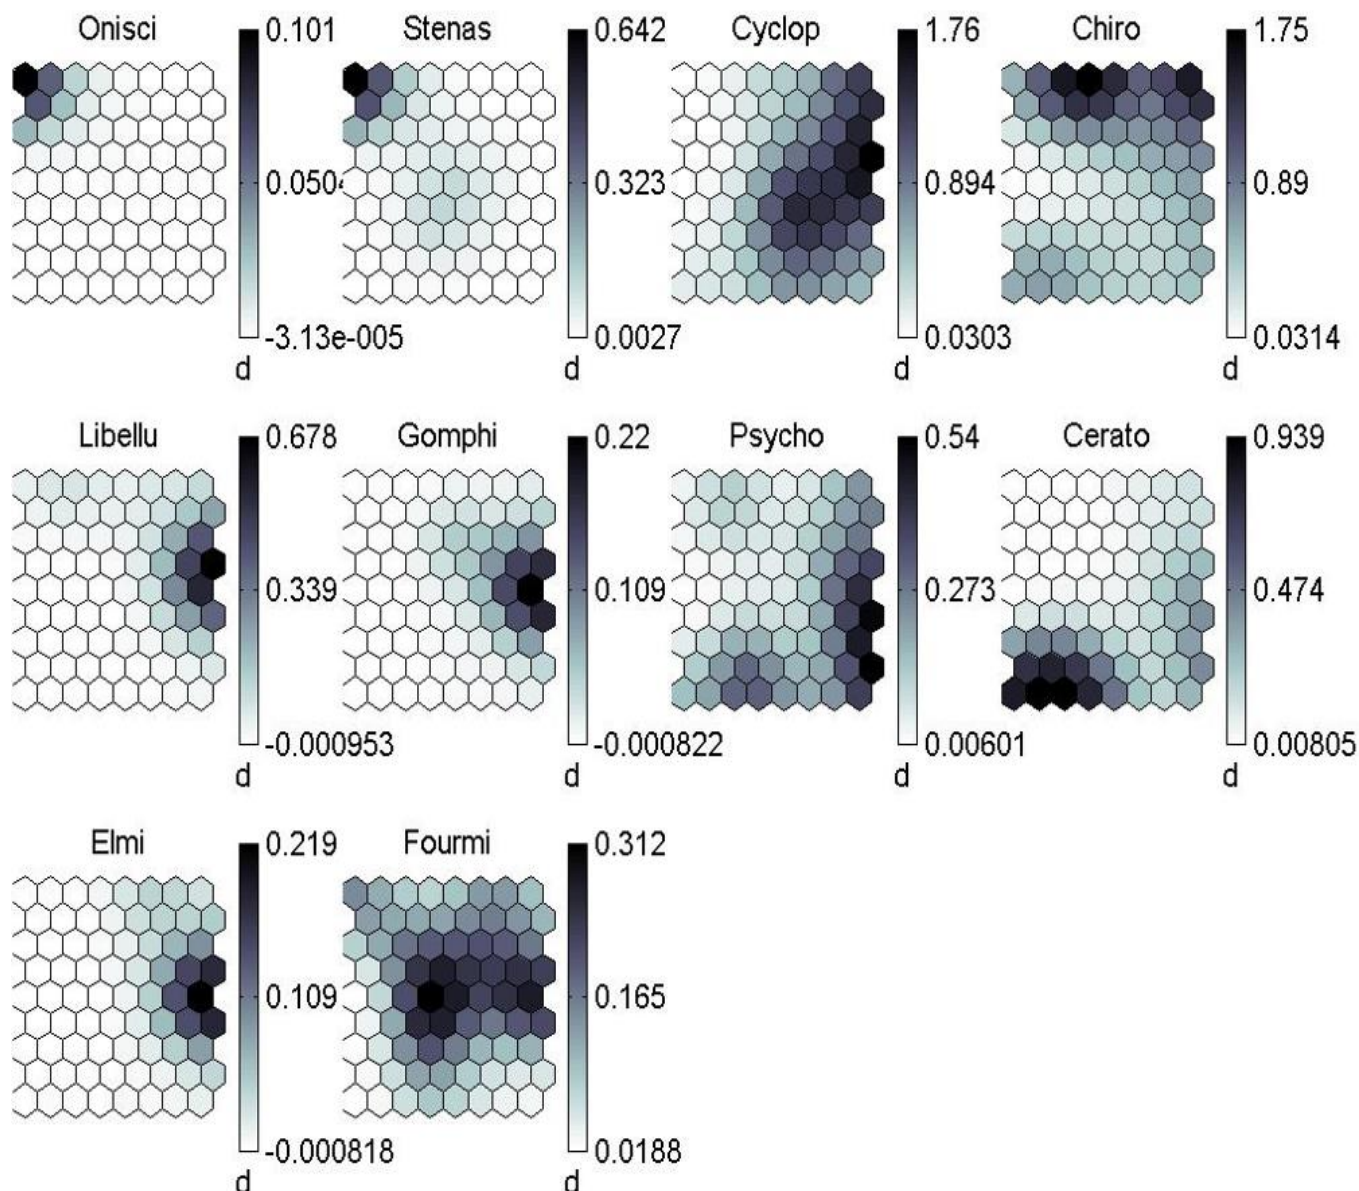 Onisci 0.101 Stenas 0.642 Cyclop 1.76 Chiro 1.75
0.323 0.894 0.89
-3.13e-005 0.0027 0.0303 0.0314
d d d d
Libellu 0.678 Gomphi 0.22 Psycho 0.54 Cerato 0.939
0.339 0.109 0.273 0.474
-0.000953 -0.000822 0.00601 0.00805
d d d d
Elmi 0.219 Fourmi 0.312
0.109 0.165
-0.000818 0.0188
d d